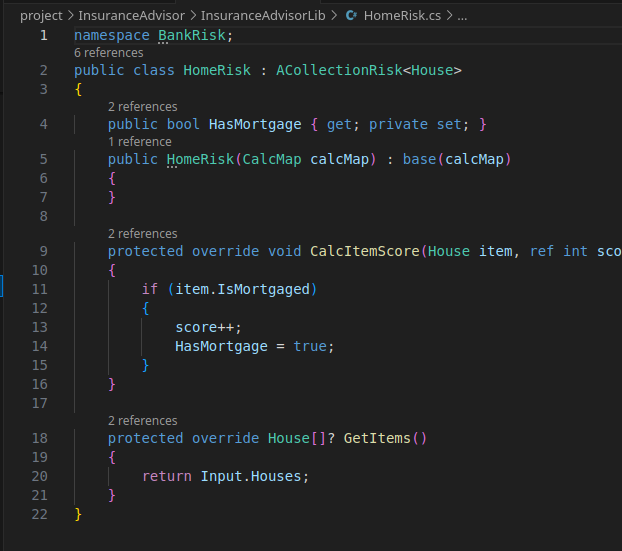 project > InsuranceAdvisor > InsuranceAdvisorLib > HomeRisk.cs > ...
1 namespace BankRisk;
6 references
2 public class HomeRisk : ACollectionRisk<House>
3 {
2 references
4     public bool HasMortgage { get; private set; }
1 reference
5     public HomeRisk(CalcMap calcMap) : base(calcMap)
6     {
7     }
8
2 references
9     protected override void CalcItemScore(House item, ref int sco
10     {
11         if (item.IsMortgaged)
12         {
13             score++;
14             HasMortgage = true;
15         }
16     }
17
2 references
18     protected override House[]? GetItems()
19     {
20         return Input.Houses;
21     }
22 }